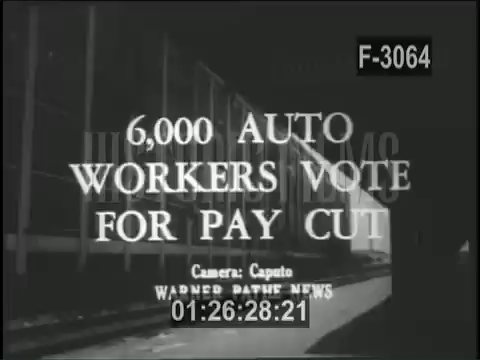 F-3064
6,000 AUTO
WORKERS VOTE
FOR PAY CUT
Camera: Caputo
WARNER PATHE NEWS
01:26:28:21